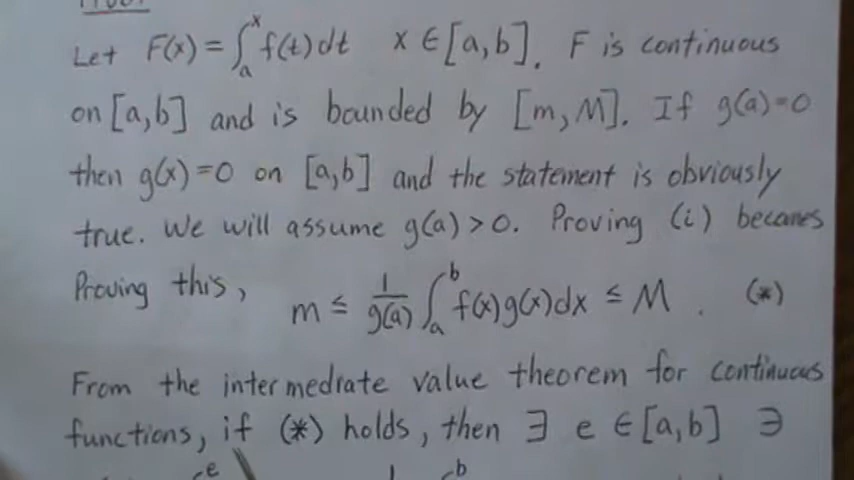 Let F(x) = ∫ₐˣ f(t) dt x ∈ [a, b]. F is continuous
on [a, b] and is bounded by [m, M]. If g(a) = 0
then g(x) = 0 on [a, b] and the statement is obviously
true. We will assume g(a) > 0. Proving (i) becomes
Proving this, m ≤ 1/g(a) ∫ₐᵇ f(x)g(x)dx ≤ M. (*)
From the intermediate value theorem for continuous
functions, if (*) holds, then ∃ e ∈ [a, b] ∋